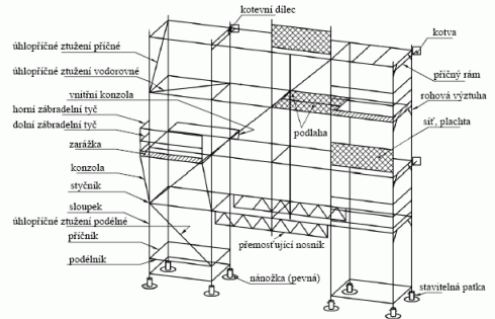 kotevní dílec
kotva
úhlopříčné ztužení příčné
úhlopříčné ztužení vodorovné
příčný rám
vnitřní konzola
rohová výztuha
horní zábradelní tyč
dolní zábradelní tyč
podlaha
síť, plachta
zarážka
konzola
styčník
sloupek
úhlopříčné ztužení podélné
příčník
přemosťující nosník
podélník
nánožka (pevná)
stavitelná patka